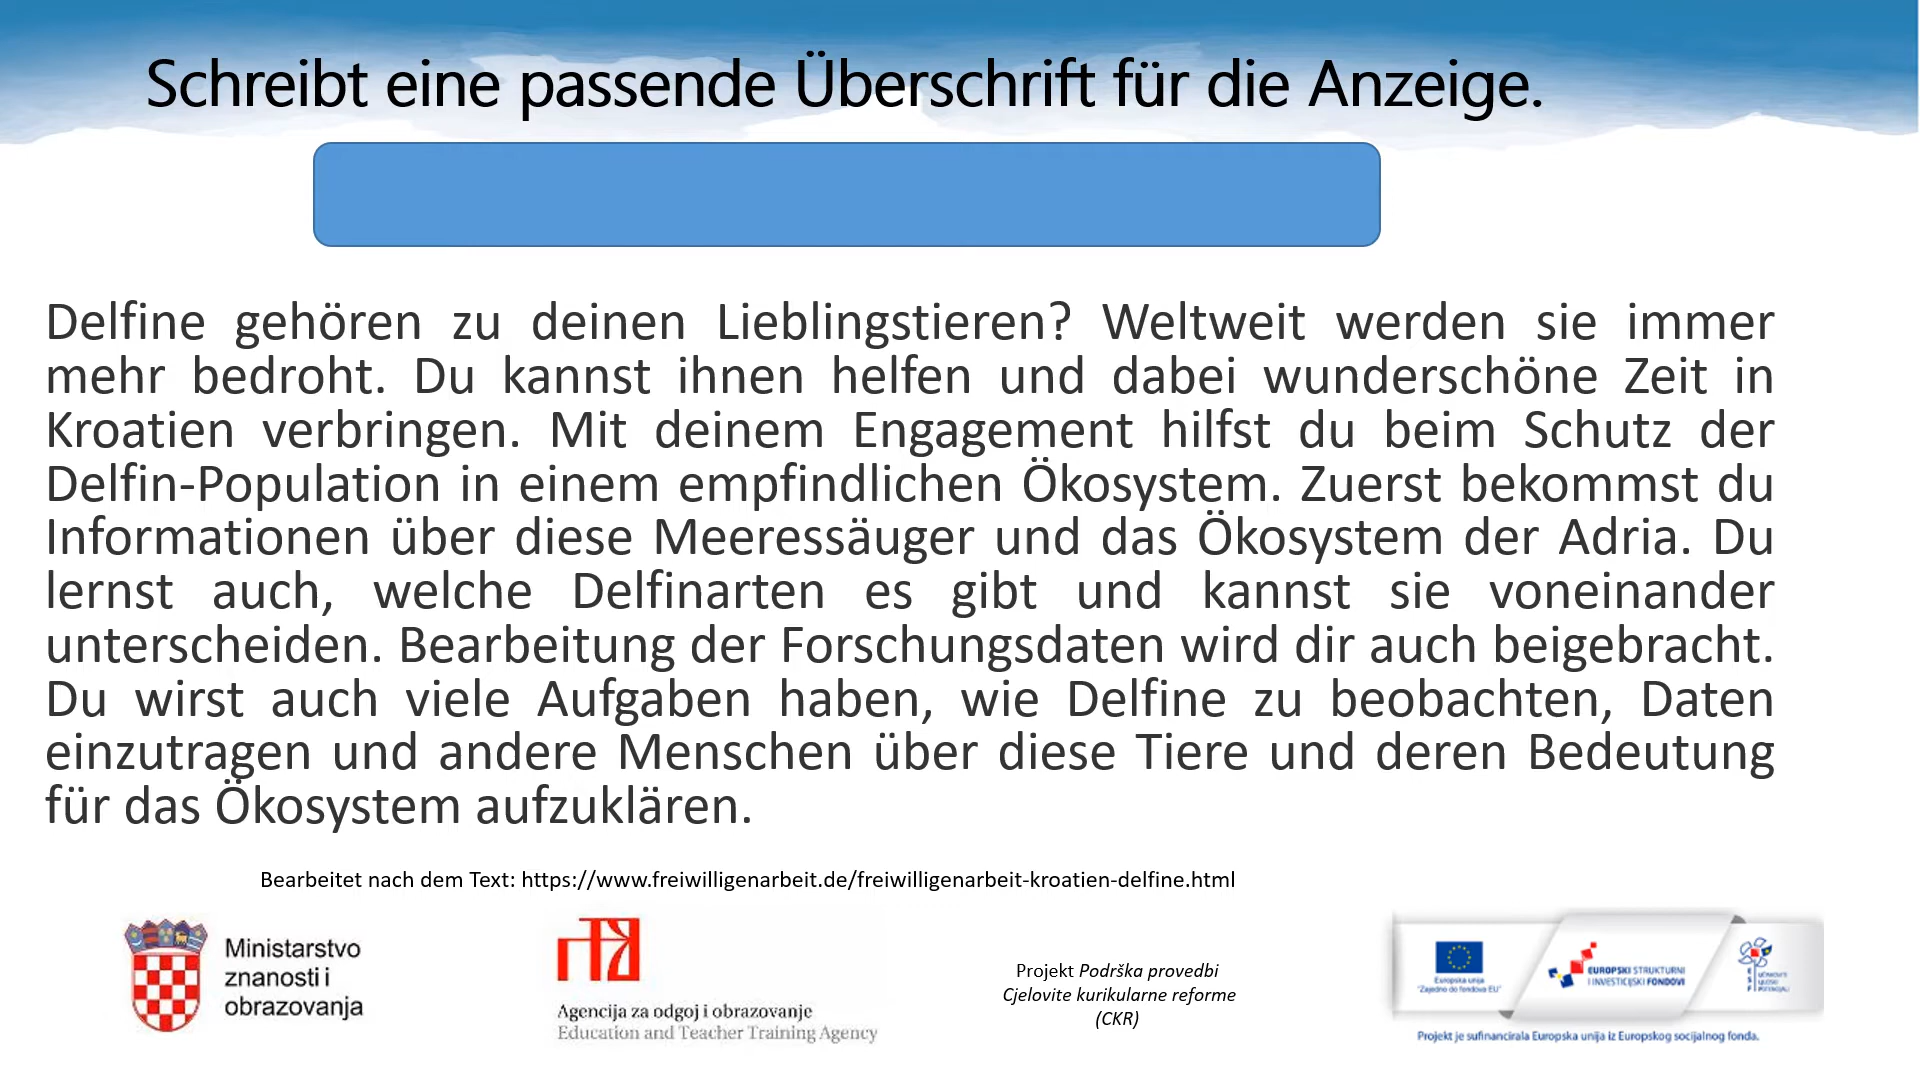 Schreibt eine passende Überschrift für die Anzeige.
Delfine gehören zu deinen Lieblingstieren? Weltweit werden sie immer
mehr bedroht. Du kannst ihnen helfen und dabei wunderschöne Zeit in
Kroatien verbringen. Mit deinem Engagement hilfst du beim Schutz der
Delfin-Population in einem empfindlichen Ökosystem. Zuerst bekommst du
Informationen über diese Meeressäuger und das Ökosystem der Adria. Du
lernst auch, welche Delfinarten es gibt und kannst sie voneinander
unterscheiden. Bearbeitung der Forschungsdaten wird dir auch beigebracht.
Du wirst auch viele Aufgaben haben, wie Delfine zu beobachten, Daten
einzutragen und andere Menschen über diese Tiere und deren Bedeutung
für das Ökosystem aufzuklären.
Bearbeitet nach dem Text: https://www.freiwilligenarbeit.de/freiwilligenarbeit-kroatien-delfine.html
Ministarstvo
znanosti i
obrazovanja
Agencija za odgoj i obrazovanje
Education and Teacher Training Agency
Projekt Podrška provedbi
Cjelovite kurikularne reforme
(CKR)
Europska unija
"Zajedno do fondova EU"
EUROPSKI STRUKTURNI
I INVESTICIJSKI FONDOVI
Projekt je sufinancirala Europska unija iz Europskog socijalnog fonda.